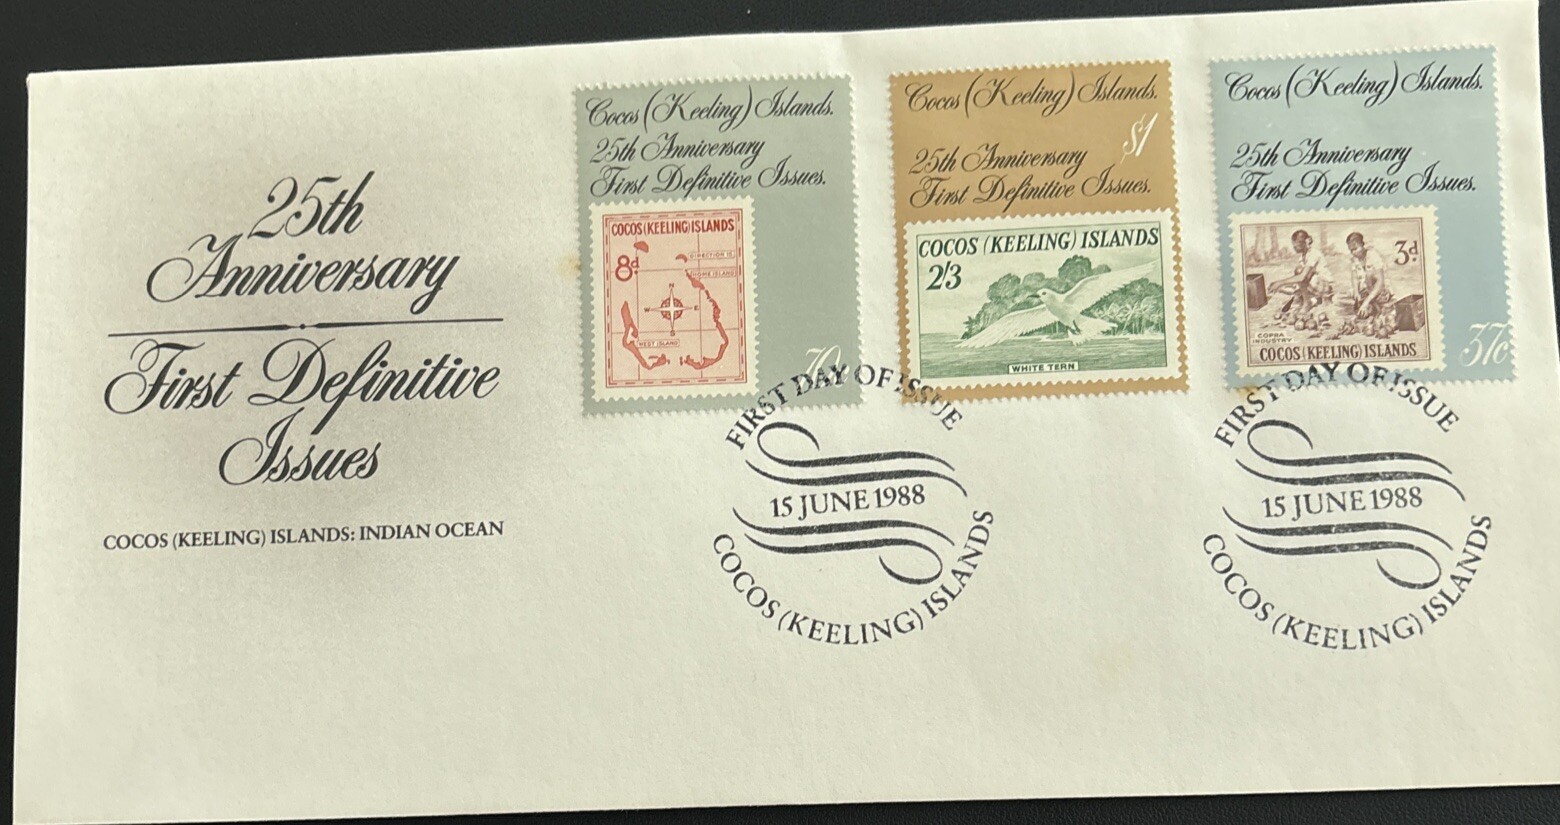 25th
Anniversary
First Definitive
Issues
COCOS (KEELING) ISLANDS: INDIAN OCEAN
Cocos (Keeling) Islands.
25th Anniversary
First Definitive Issues.
COCOS (KEELING) ISLANDS
8d
DIRECTION IS.
HOME ISLAND
N
W E
S
WEST ISLAND
70c
Cocos (Keeling) Islands.
$1
25th Anniversary
First Definitive Issues.
COCOS (KEELING) ISLANDS
2/3
WHITE TERN
Cocos (Keeling) Islands.
25th Anniversary
First Definitive Issues.
3d
COPRA
INDUSTRY
COCOS (KEELING) ISLANDS
37c
FIRST DAY OF ISSUE
15 JUNE 1988
COCOS (KEELING) ISLANDS
FIRST DAY OF ISSUE
15 JUNE 1988
COCOS (KEELING) ISLANDS